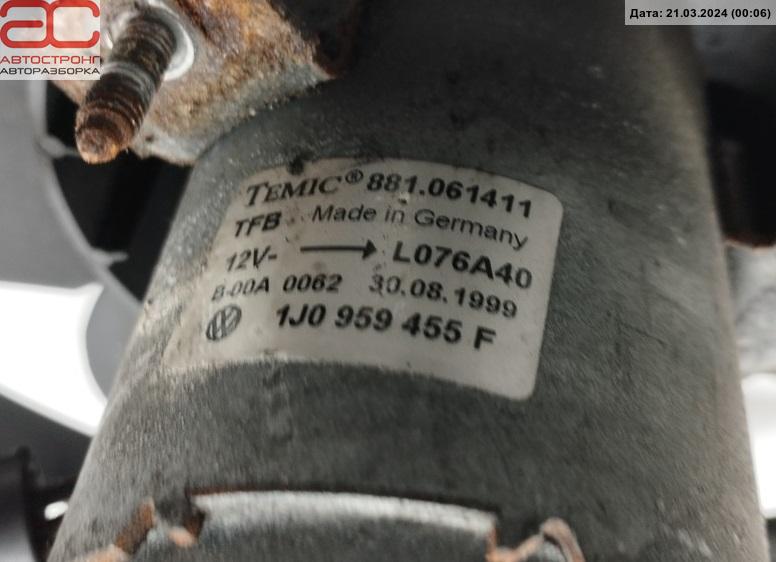 АС
АВТОСТРОНГ
АВТОРАЗБОРКА
Дата: 21.03.2024 (00:06)
TEMIC® 881.061411
TFB Made in Germany
12V- → L076A40
B-00A 0062 30.08.1999
1J0 959 455 F